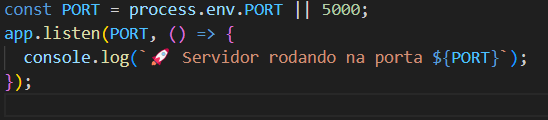 const PORT = process.env.PORT || 5000;
app.listen(PORT, () => {
  console.log(`🚀 Servidor rodando na porta ${PORT}`);
});